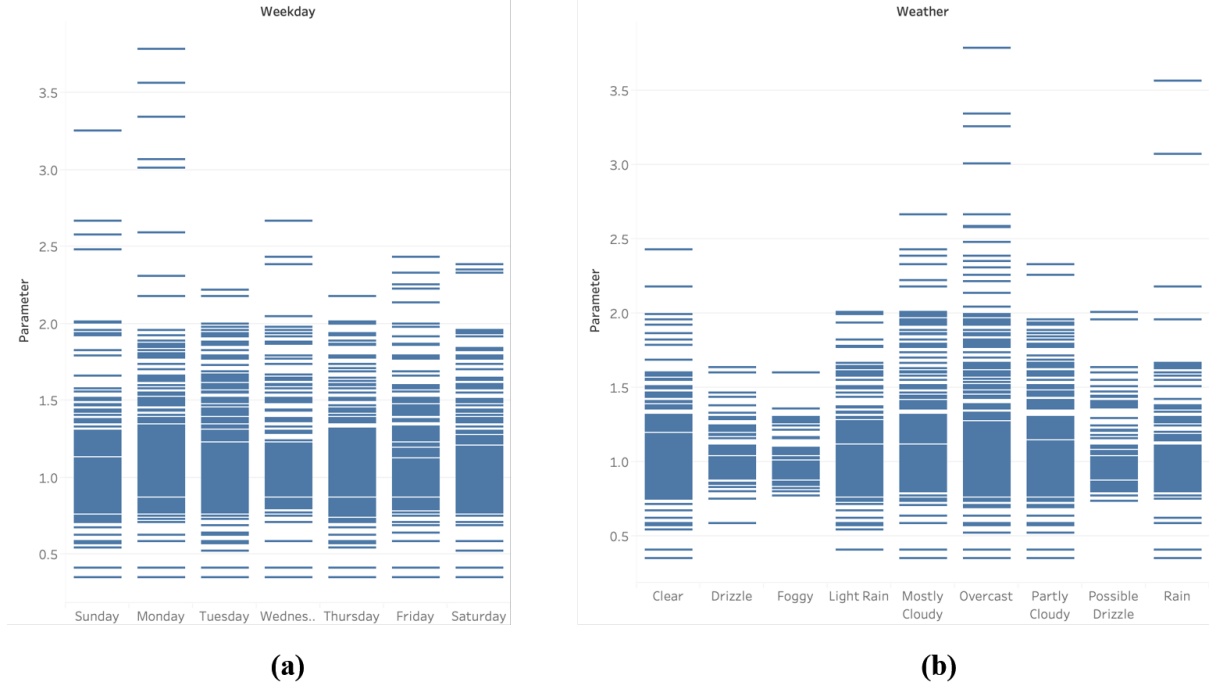 Weekday
Parameter
3.5
3.0
2.5
2.0
1.5
1.0
0.5
Sunday Monday Tuesday Wednes.. Thursday Friday Saturday
(a)
Weather
Parameter
3.5
3.0
2.5
2.0
1.5
1.0
0.5
Clear Drizzle Foggy Light Rain Mostly Cloudy Overcast Partly Cloudy Possible Drizzle Rain
(b)